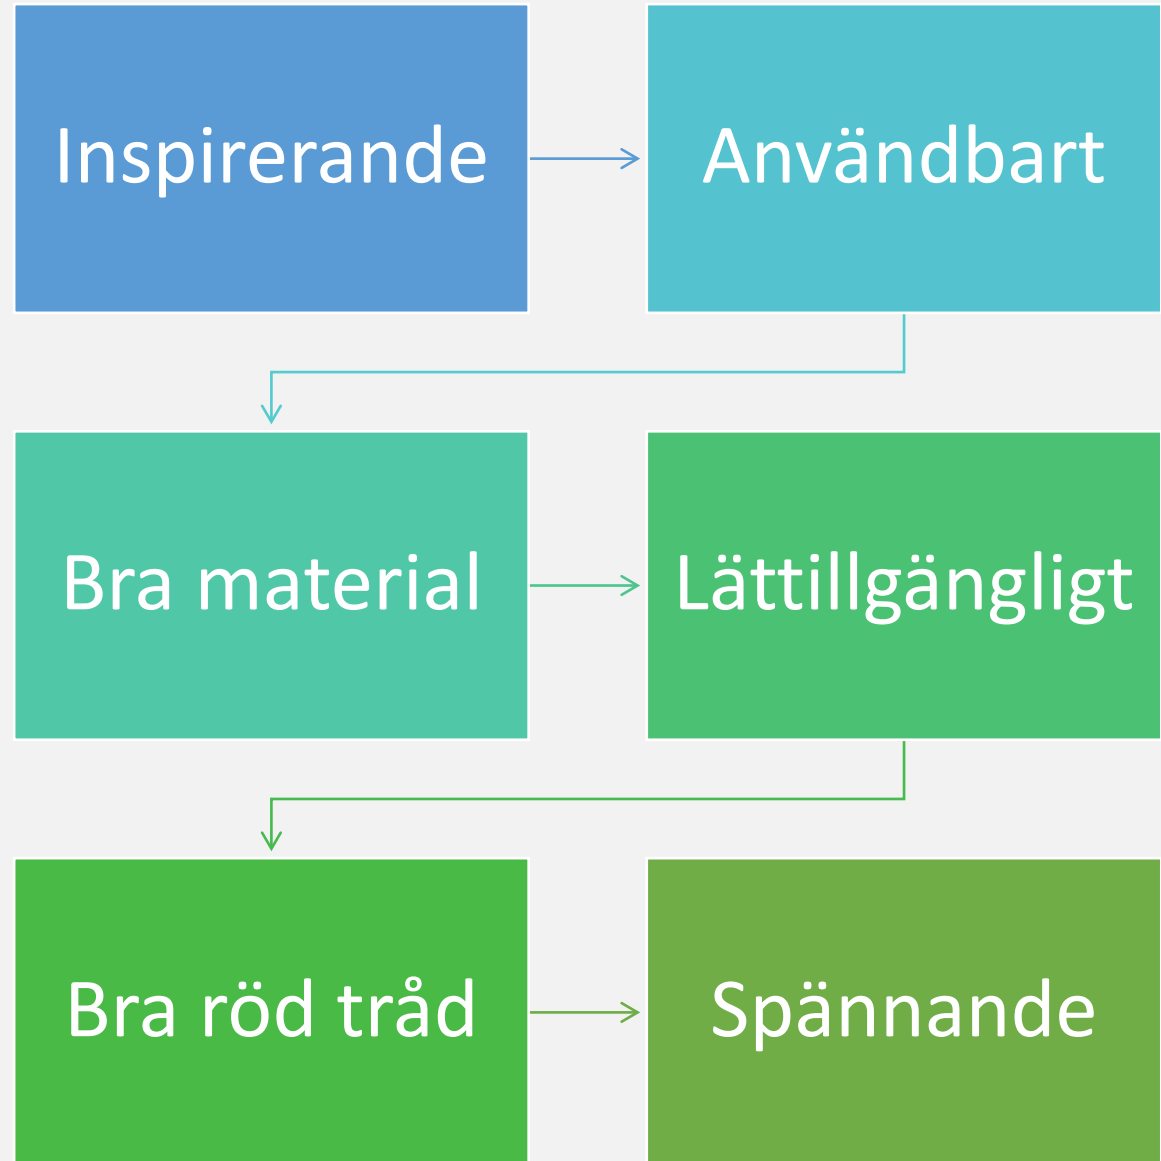 Inspirerande
Användbart
Bra material
Lättillgängligt
Bra röd tråd
Spännande